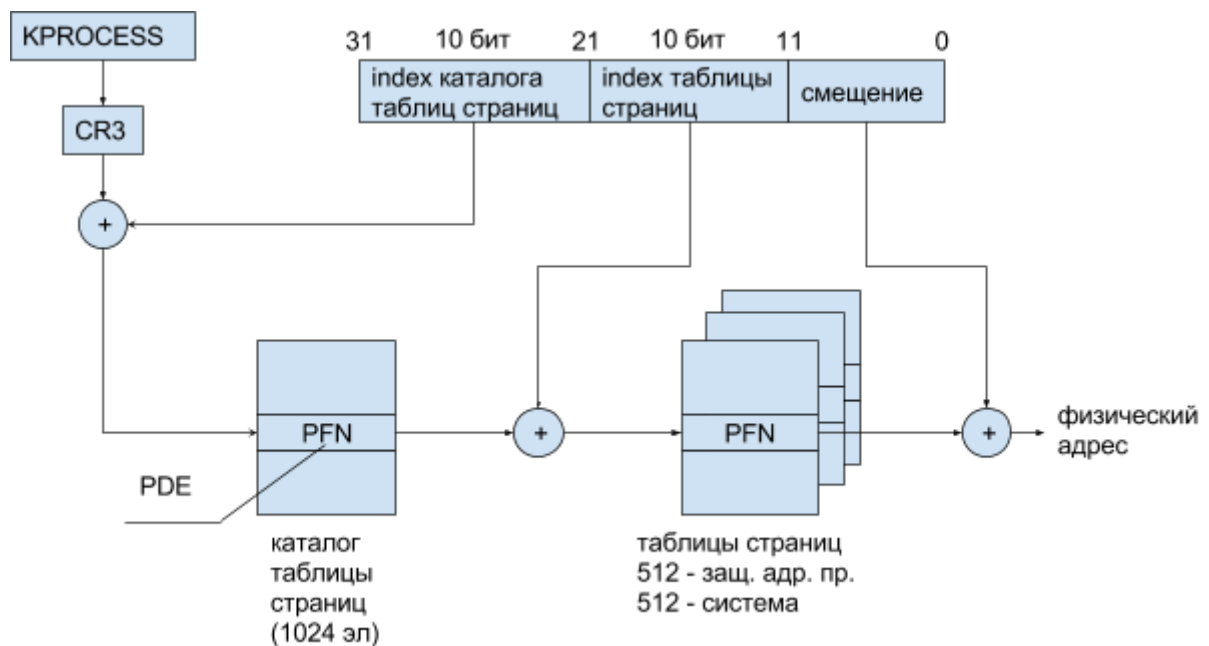 KPROCESS
31 10 бит 21 10 бит 11 0
index каталога
таблиц страниц
index таблицы
страниц
смещение
CR3
+
PFN
+
PFN
+
физический
адрес
PDE
каталог
таблицы
страниц
(1024 эл)
таблицы страниц
512 - защ. адр. пр.
512 - система